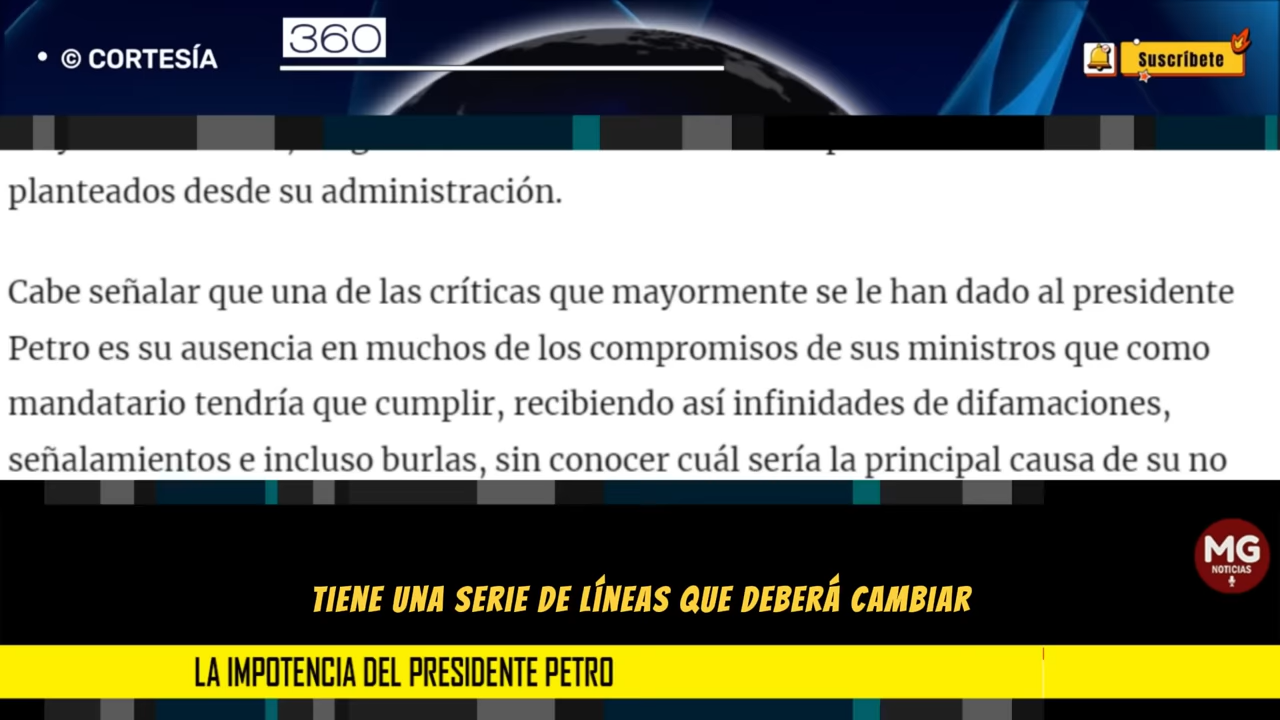 • © CORTESÍA
360
Suscríbete
planteados desde su administración.
Cabe señalar que una de las críticas que mayormente se le han dado al presidente
Petro es su ausencia en muchos de los compromisos de sus ministros que como
mandatario tendría que cumplir, recibiendo así infinidades de difamaciones,
señalamientos e incluso burlas, sin conocer cuál sería la principal causa de su no
MG
NOTICIAS
TIENE UNA SERIE DE LÍNEAS QUE DEBERÁ CAMBIAR
LA IMPOTENCIA DEL PRESIDENTE PETRO